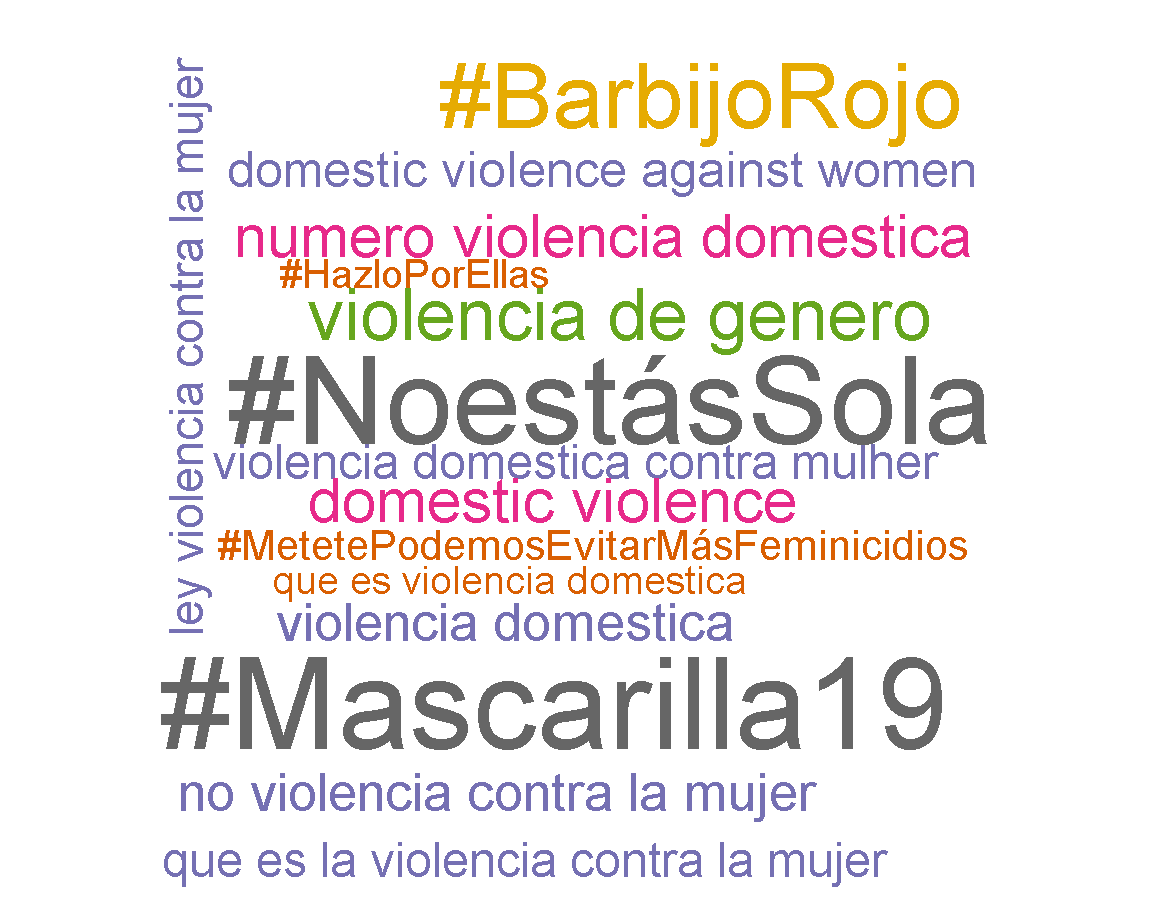 #BarbijoRojo
ley violencia contra la mujer
domestic violence against women
numero violencia domestica
#HazloPorEllas
violencia de genero
#NoestásSola
violencia domestica contra mulher
domestic violence
#MetetePodemosEvitarMásFeminicidios
que es violencia domestica
violencia domestica
#Mascarilla19
no violencia contra la mujer
que es la violencia contra la mujer